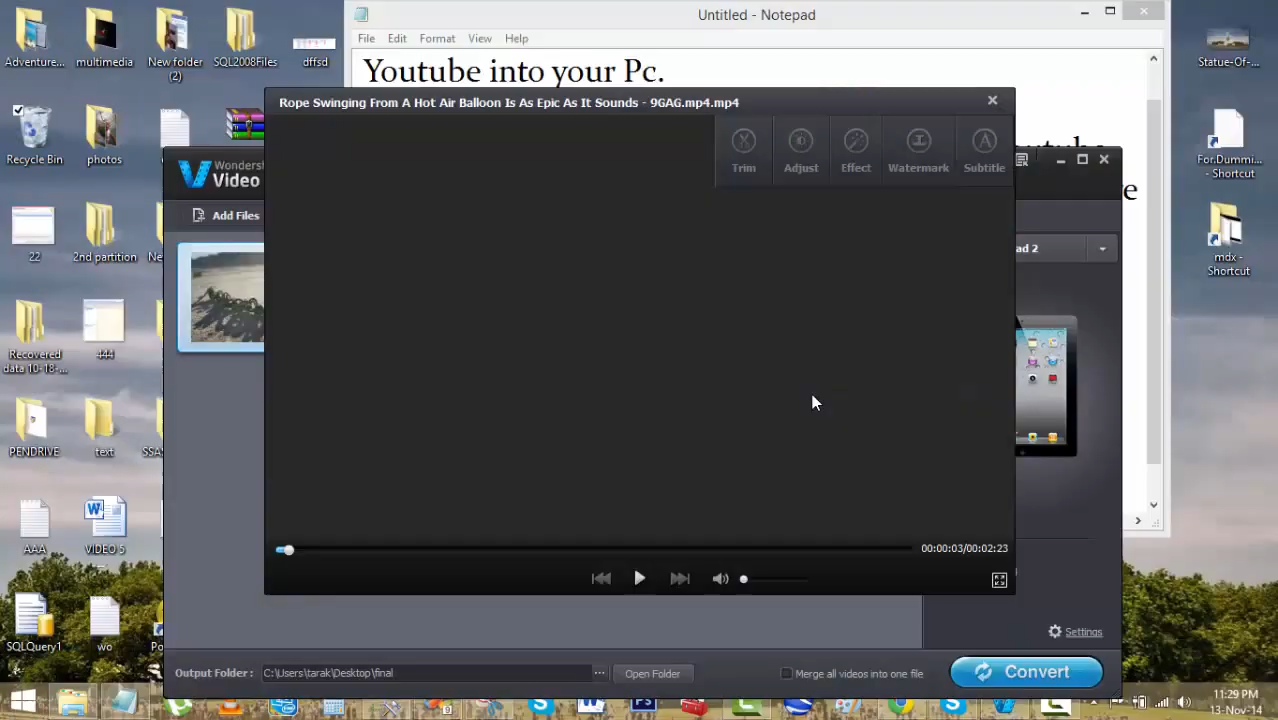 Adventure...
multimedia
New folder (2)
SQL2008Files
dffsd
Recycle Bin
photos
22
2nd partition
Recovered data 10-18-...
444
PENDRIVE
text
AAA
VIDEO 5
...
SQLQuery1
wo
Untitled - Notepad
File Edit Format View Help
Youtube into your Pc.
Statue-Of-...
For.Dummi... - Shortcut
mdx - Shortcut
Rope Swinging From A Hot Air Balloon Is As Epic As It Sounds - 9GAG.mp4.mp4
Trim
Adjust
Effect
Watermark
Subtitle
Video
Add Files
ad 2
00:00:03/00:02:23
Settings
Output Folder :
C:\Users\tarak\Desktop\final
...
Open Folder
Merge all videos into one file
Convert
11:29 PM
13-Nov-14